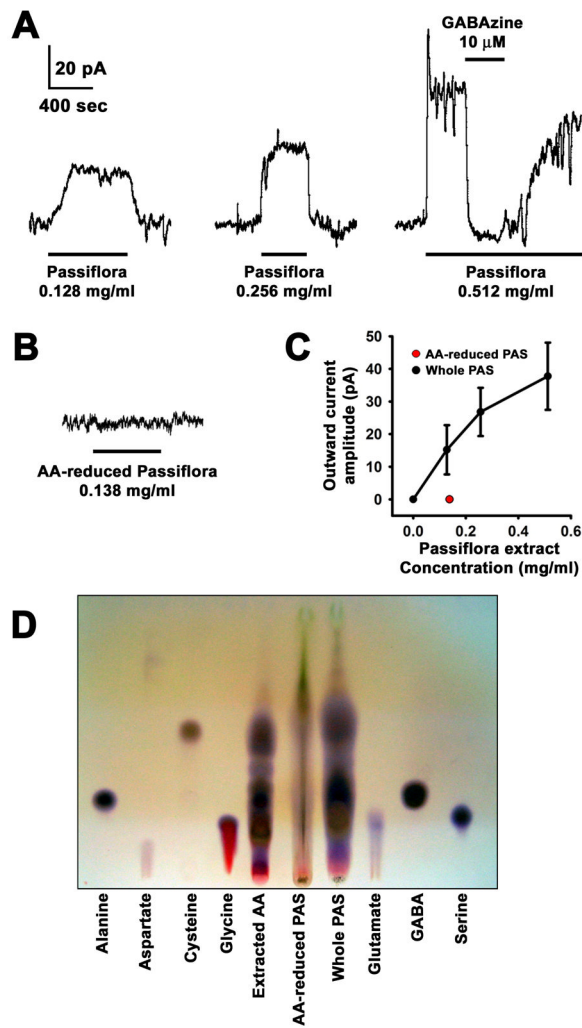 A
20 pA
400 sec
GABAzine
10 µM
Passiflora
0.128 mg/ml
Passiflora
0.256 mg/ml
Passiflora
0.512 mg/ml
B
AA-reduced Passiflora
0.138 mg/ml
C
Outward current
amplitude (pA)
50
40
30
20
10
0
AA-reduced PAS
Whole PAS
0.0
0.2
0.4
0.6
Passiflora extract
Concentration (mg/ml)
D
Alanine
Aspartate
Cysteine
Glycine
Extracted AA
AA-reduced PAS
Whole PAS
Glutamate
GABA
Serine